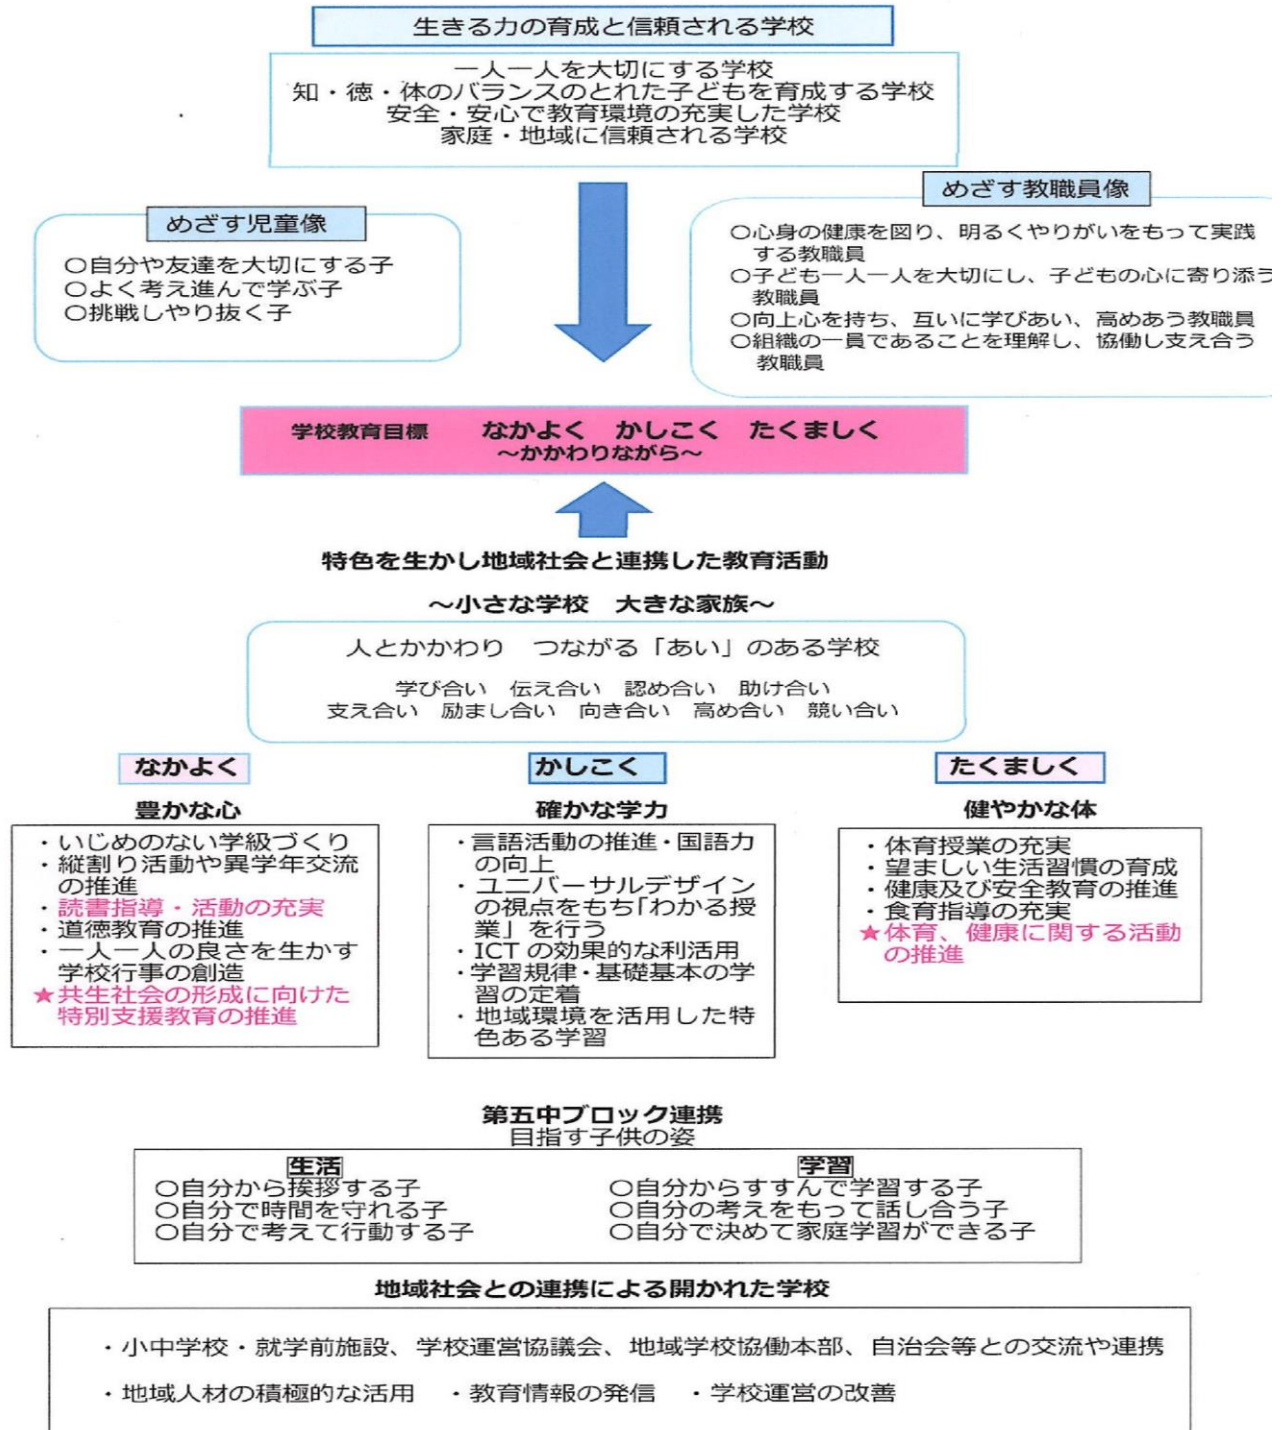 生きる力の育成と信頼される学校
一人一人を大切にする学校
知・徳・体のバランスのとれた子どもを育成する学校
安全・安心で教育環境の充実した学校
家庭・地域に信頼される学校
めざす児童像
○自分や友達を大切にする子
○よく考え進んで学ぶ子
○挑戦しやり抜く子
めざす教職員像
○心身の健康を図り、明るくやりがいをもって実践
する教職員
○子ども一人一人を大切にし、子どもの心に寄り添う
教職員
○向上心を持ち、互いに学びあい、高めあう教職員
○組織の一員であることを理解し、協働し支え合う
教職員
学校教育目標　なかよく　かしこく　たくましく
～かかわりながら～
特色を生かし地域社会と連携した教育活動
～小さな学校　大きな家族～
人とかかわり　つながる「あい」のある学校
学び合い　伝え合い　認め合い　助け合い
支え合い　励まし合い　向き合い　高め合い　競い合い
なかよく
豊かな心
・いじめのない学級づくり
・縦割り活動や異学年交流
の推進
・読書指導・活動の充実
・道徳教育の推進
・一人一人の良さを生かす
学校行事の創造
★共生社会の形成に向けた
特別支援教育の推進
かしこく
確かな学力
・言語活動の推進・国語力
の向上
・ユニバーサルデザイン
の視点をもち「わかる授
業」を行う
・ICTの効果的な利活用
・学習規律・基礎基本の学
習の定着
・地域環境を活用した特
色ある学習
たくましく
健やかな体
・体育授業の充実
・望ましい生活習慣の育成
・健康及び安全教育の推進
・食育指導の充実
★体育、健康に関する活動
の推進
第五中ブロック連携
目指す子供の姿
生活
○自分から挨拶する子
○自分で時間を守れる子
○自分で考えて行動する子
学習
○自分からすすんで学習する子
○自分の考えをもって話し合う子
○自分で決めて家庭学習ができる子
地域社会との連携による開かれた学校
・小中学校・就学前施設、学校運営協議会、地域学校協働本部、自治会等との交流や連携
・地域人材の積極的な活用　・教育情報の発信　・学校運営の改善